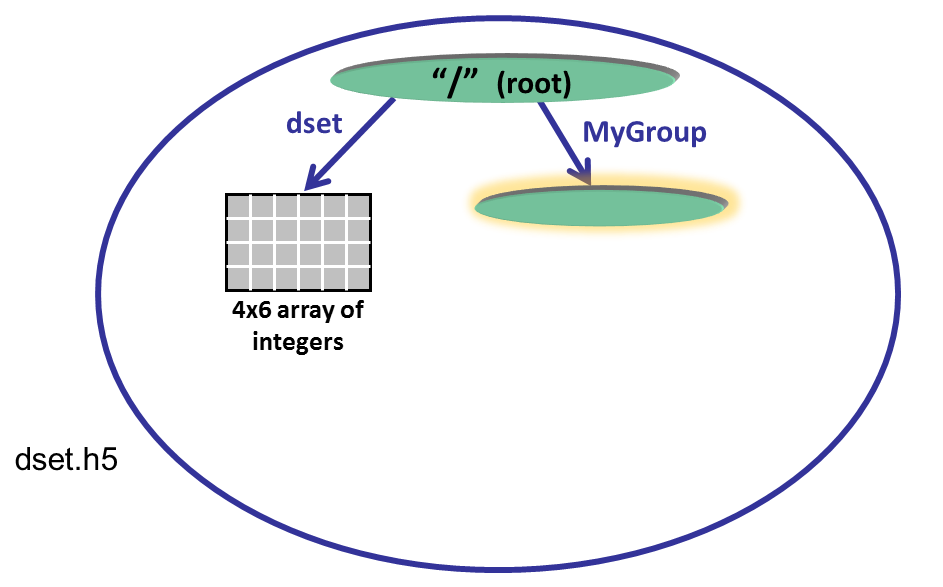 “/” (root)
dset
MyGroup
4x6 array of
integers
dset.h5